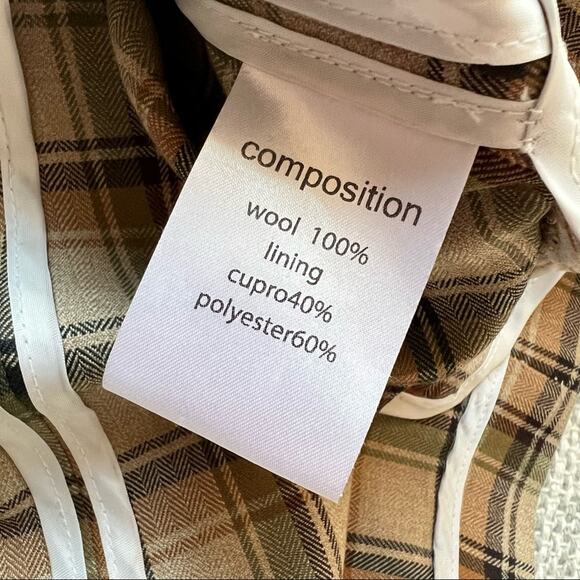 composition
wool 100%
lining
cupro40%
polyester60%